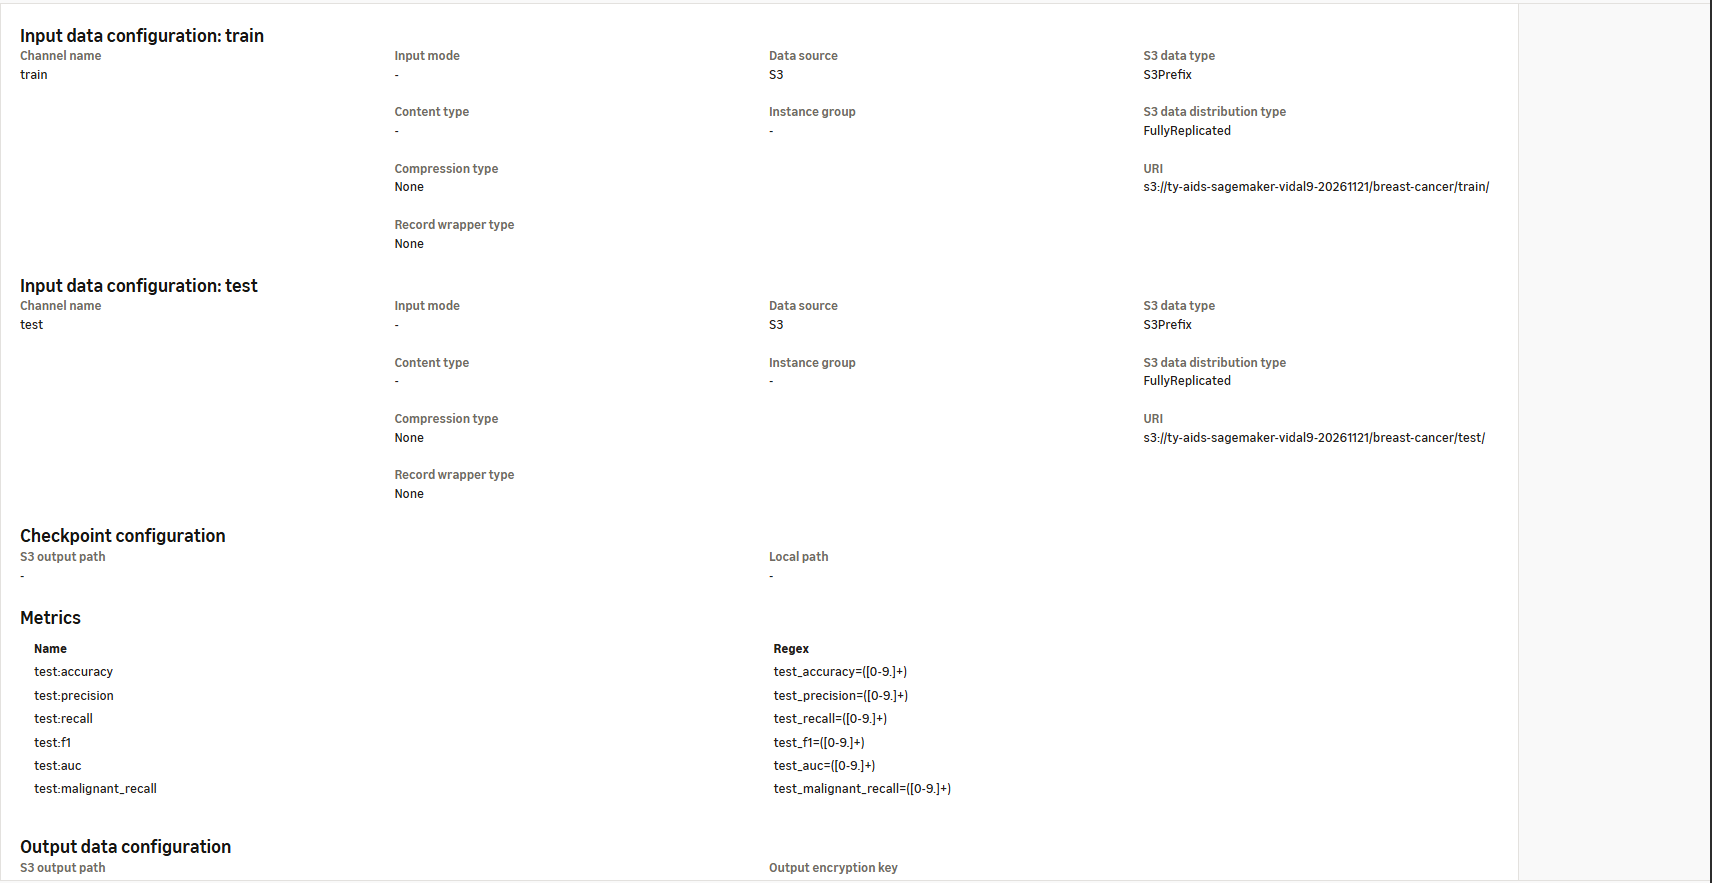 Input data configuration: train
Channel name Input mode Data source S3 data type
train - S3 S3Prefix
Content type Instance group S3 data distribution type
- - FullyReplicated
Compression type URI
None s3://ty-aids-sagemaker-vidal9-20261121/breast-cancer/train/
Record wrapper type
None
Input data configuration: test
Channel name Input mode Data source S3 data type
test - S3 S3Prefix
Content type Instance group S3 data distribution type
- - FullyReplicated
Compression type URI
None s3://ty-aids-sagemaker-vidal9-20261121/breast-cancer/test/
Record wrapper type
None
Checkpoint configuration
S3 output path Local path
- -
Metrics
Name Regex
test:accuracy test_accuracy=([0-9.]+)
test:precision test_precision=([0-9.]+)
test:recall test_recall=([0-9.]+)
test:f1 test_f1=([0-9.]+)
test:auc test_auc=([0-9.]+)
test:malignant_recall test_malignant_recall=([0-9.]+)
Output data configuration
S3 output path Output encryption key